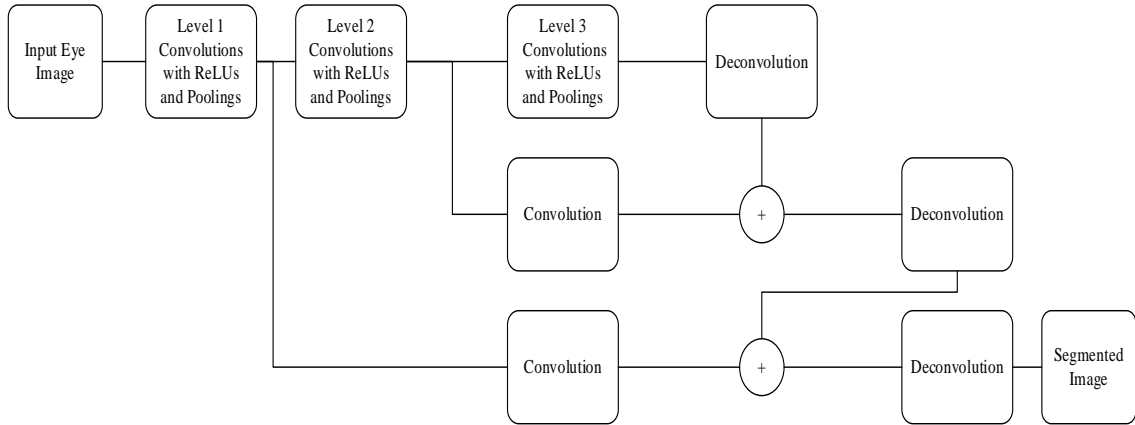 Input Eye
Image
Level 1
Convolutions
with ReLUs
and Poolings
Level 2
Convolutions
with ReLUs
and Poolings
Level 3
Convolutions
with ReLUs
and Poolings
Deconvolution
Convolution
+
Deconvolution
Convolution
+
Deconvolution
Segmented
Image